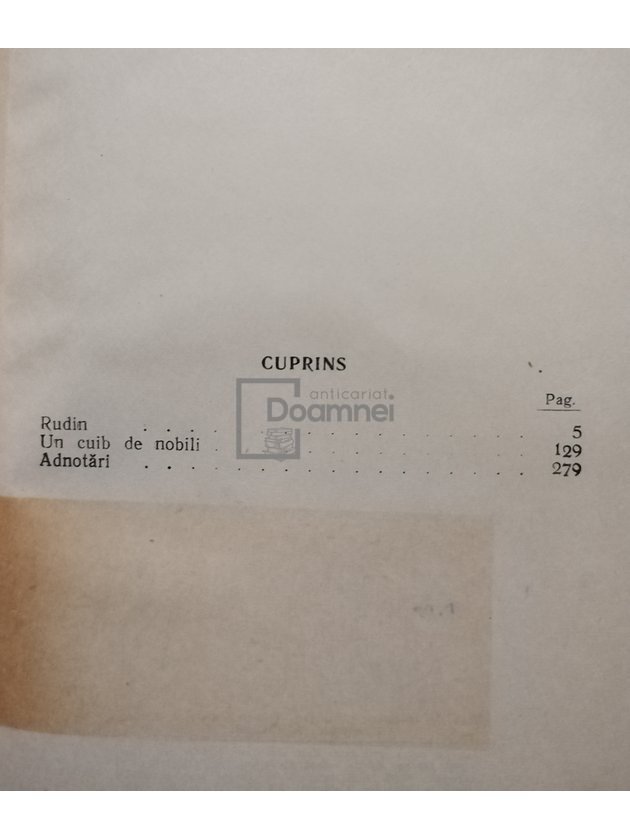 CUPRINS
anticariat
Doamnei
Pag.
Rudin . . . . . . . . . . . . . . . . 5
Un cuib de nobili . . . . . . . . . . . . . . 129
Adnotări . . . . . . . . . . . . . . . . 279